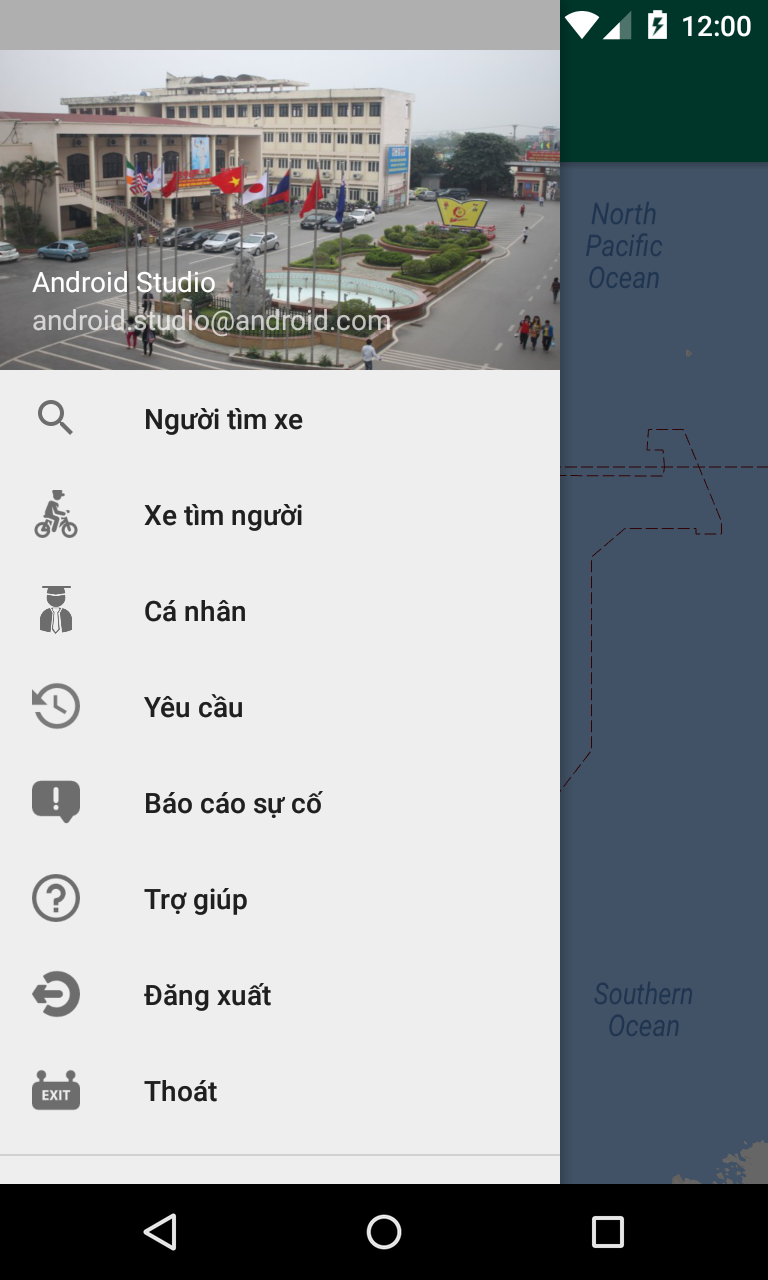 12:00
Android Studio
android.studio@android.com
Người tìm xe
Xe tìm người
Cá nhân
Yêu cầu
Báo cáo sự cố
Trợ giúp
Đăng xuất
EXIT
Thoát
North
Pacific
Ocean
Southern
Ocean